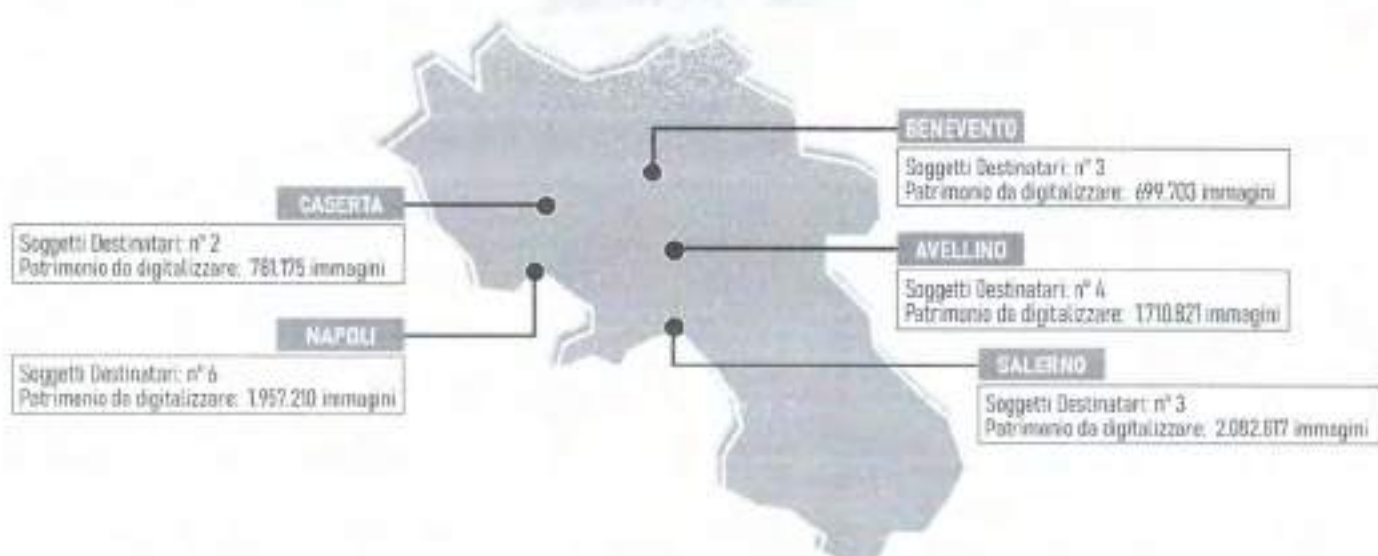 BENEVENTO
Soggetti Destinatari: n° 3
Patrimonio da digitalizzare: 699.703 immagini
CASERTA
Soggetti Destinatari: n° 2
Patrimonio da digitalizzare: 781.175 immagini
AVELLINO
Soggetti Destinatari: n° 4
Patrimonio da digitalizzare: 1.710.821 immagini
NAPOLI
Soggetti Destinatari: n° 6
Patrimonio da digitalizzare: 1.957.210 immagini
SALERNO
Soggetti Destinatari: n° 3
Patrimonio da digitalizzare: 2.082.617 immagini